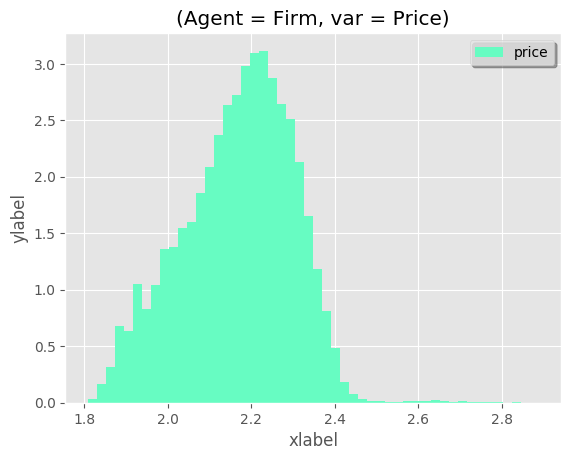 (Agent = Firm, var = Price)
price
3.0
2.5
2.0
1.5
1.0
0.5
0.0
ylabel
1.8 2.0 2.2 2.4 2.6 2.8
xlabel